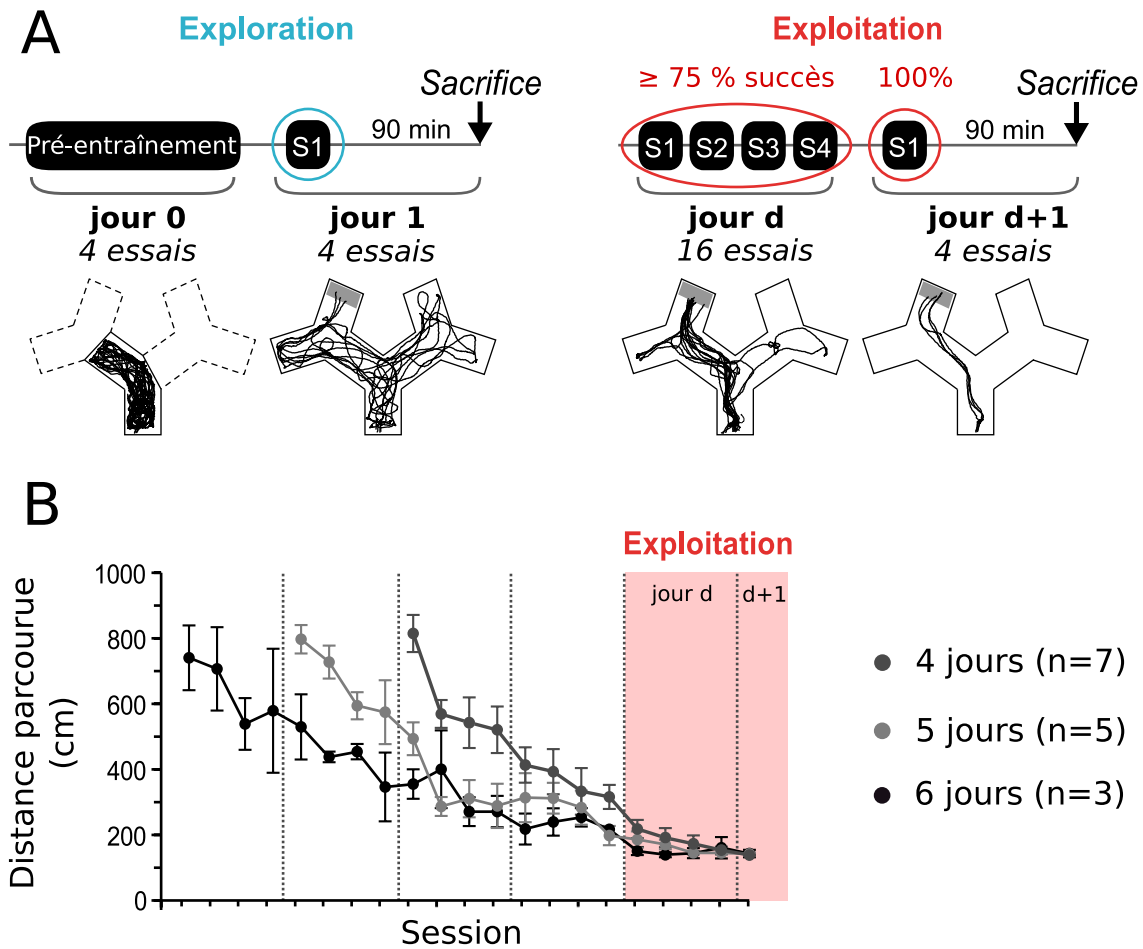 A
Exploration
Exploitation
≥ 75 % succès
100%
Sacrifice
Sacrifice
Pré-entraînement
S1
90 min
S1
S2
S3
S4
S1
90 min
jour 0
4 essais
jour 1
4 essais
jour d
16 essais
jour d+1
4 essais
B
Exploitation
jour d
d+1
Distance parcourue
(cm)
1000
800
600
400
200
0
Session
4 jours (n=7)
5 jours (n=5)
6 jours (n=3)